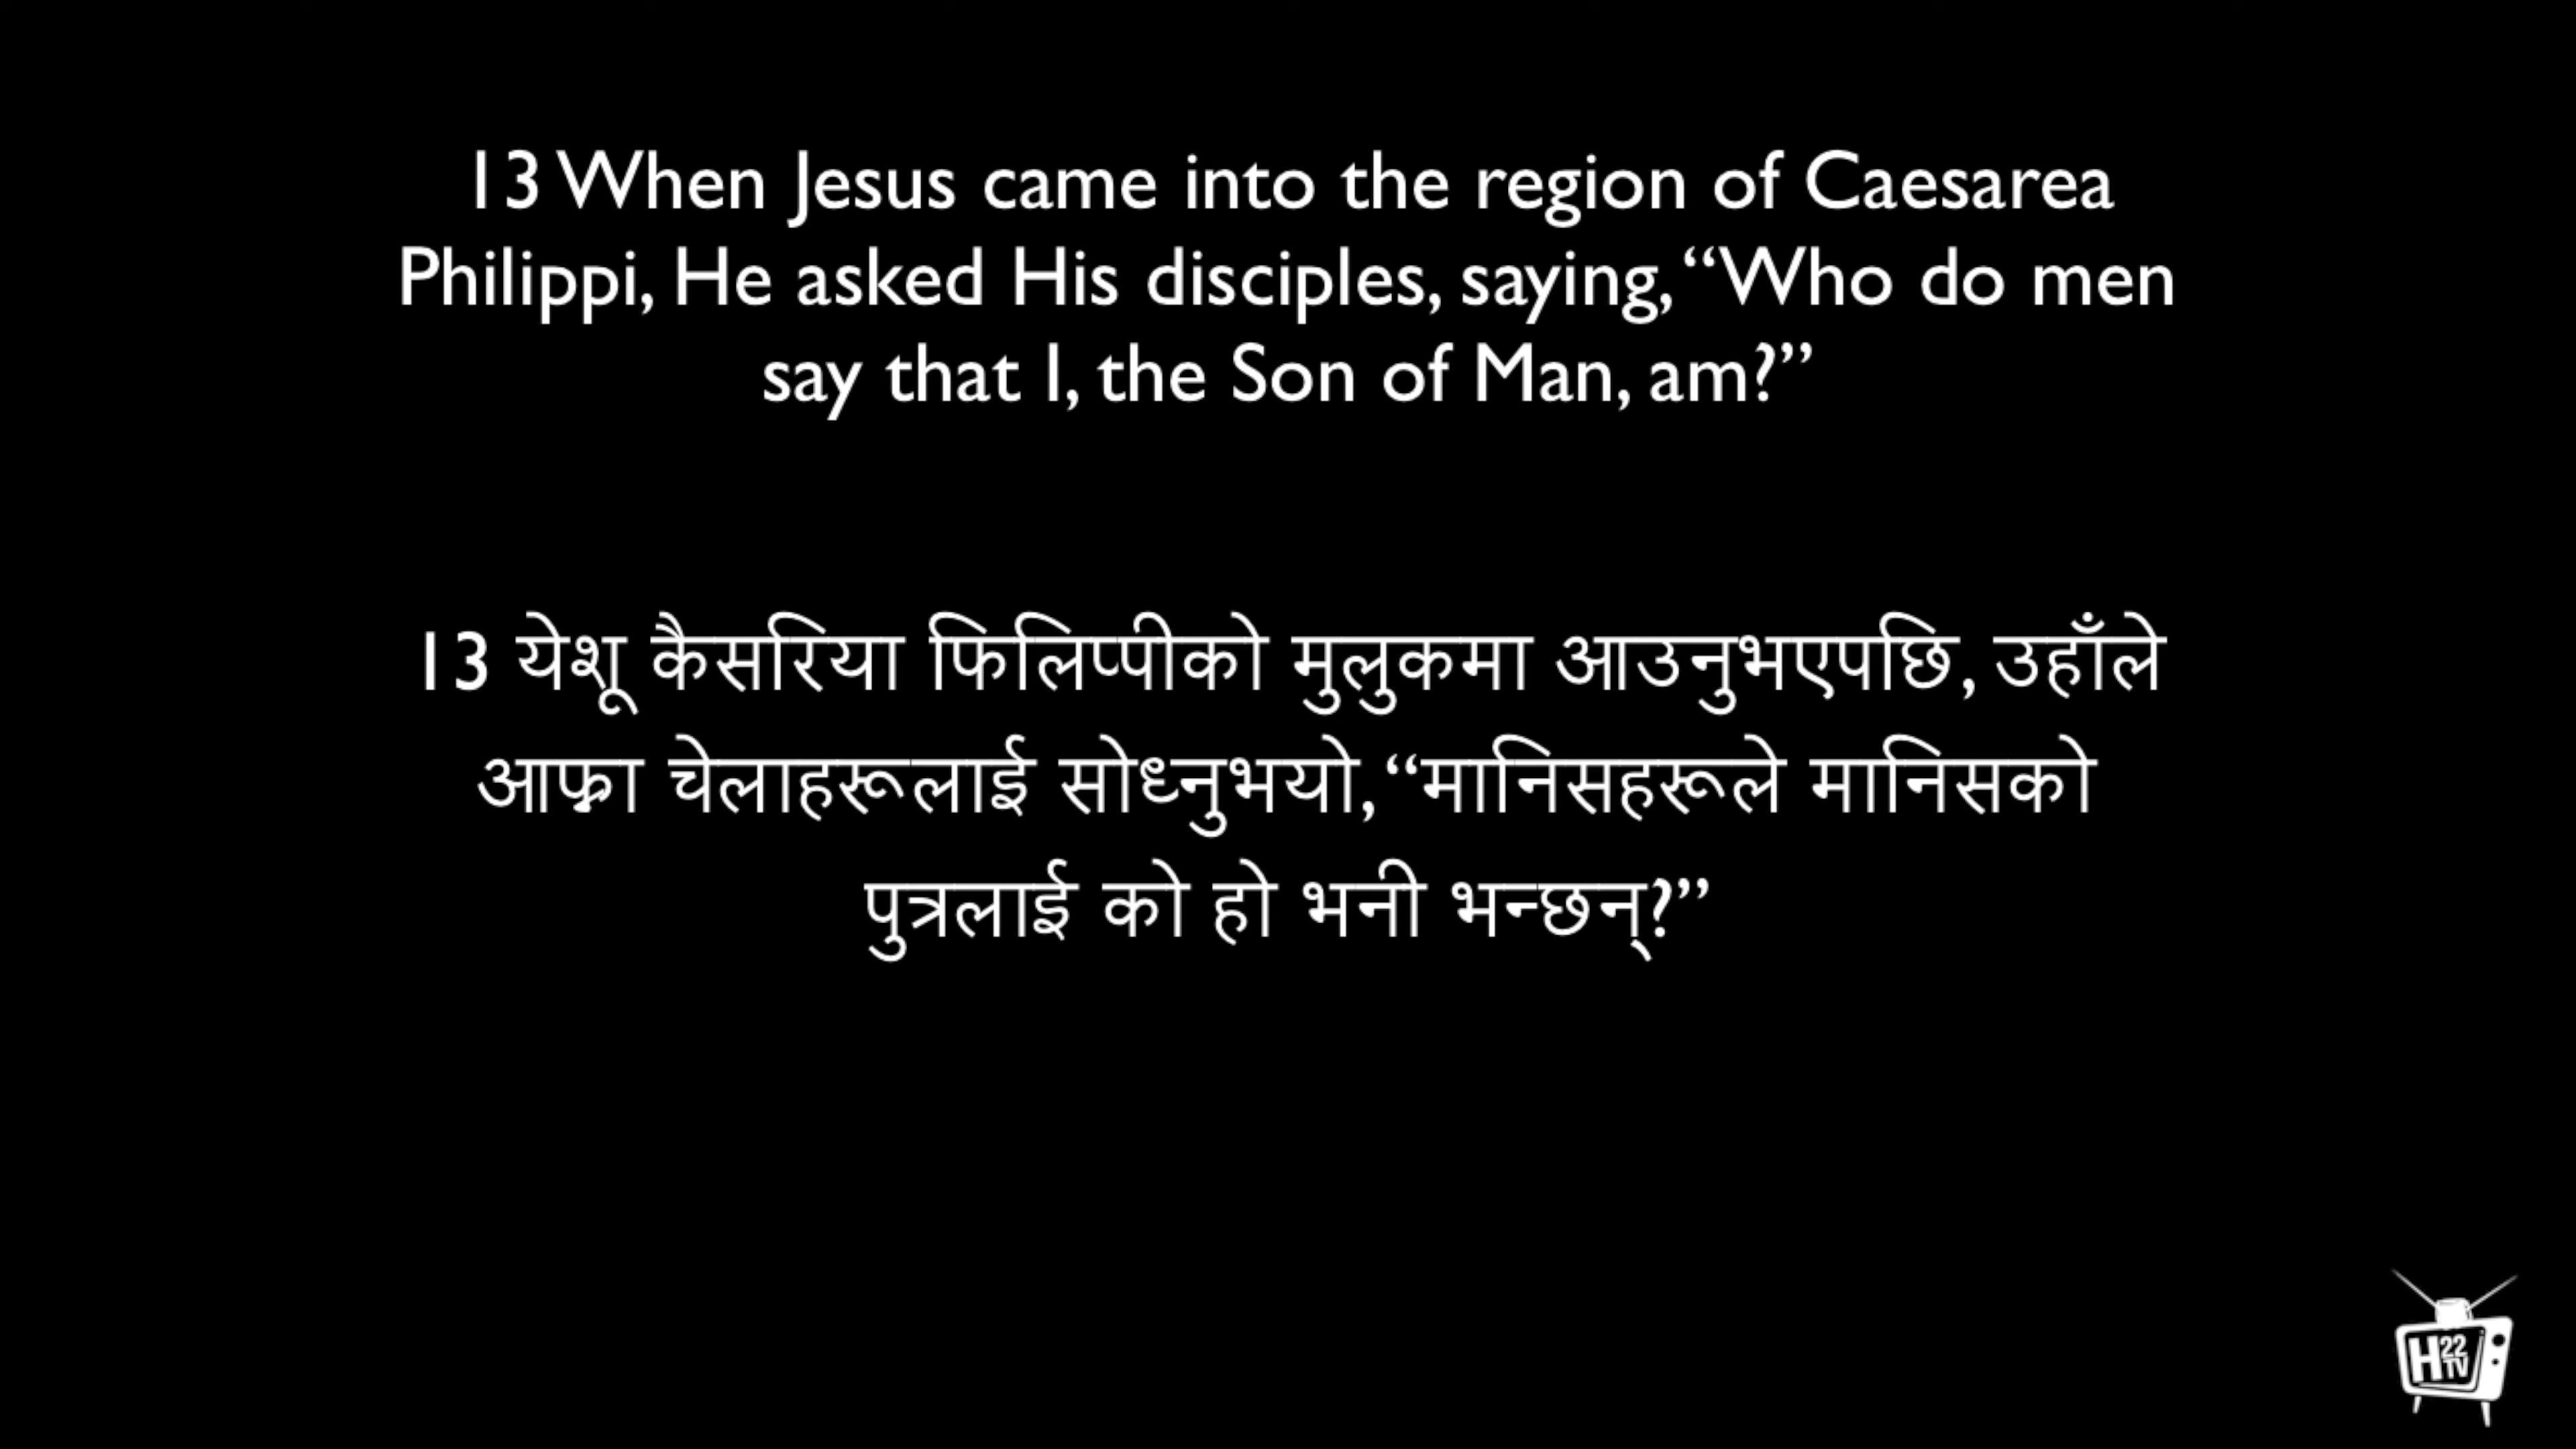 13 When Jesus came into the region of Caesarea
Philippi, He asked His disciples, saying, “Who do men
say that I, the Son of Man, am?”
13 येशू कैसरिया फिलिप्पीको मुलुकमा आउनुभएपछि, उहाँले
आफ्ना चेलाहरूलाई सोध्नुभयो, “मानिसहरूले मानिसको
पुत्रलाई को हो भनी भन्छन्?”
H22
TV